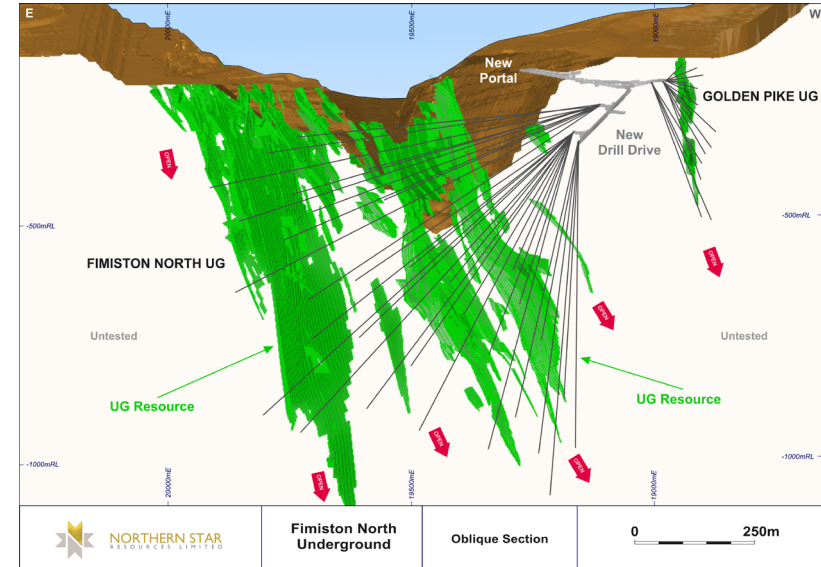 E
W
20000mE
19500mE
19000mE
New
Portal
GOLDEN PIKE UG
New
Drill Drive
OPEN
-500mRL
-500mRL
FIMISTON NORTH UG
OPEN
OPEN
Untested
Untested
UG Resource
UG Resource
OPEN
OPEN
OPEN
-1000mRL
-1000mRL
20000mE
19500mE
19000mE
NORTHERN STAR
RESOURCES LIMITED
Fimiston North
Underground
Oblique Section
0
250m